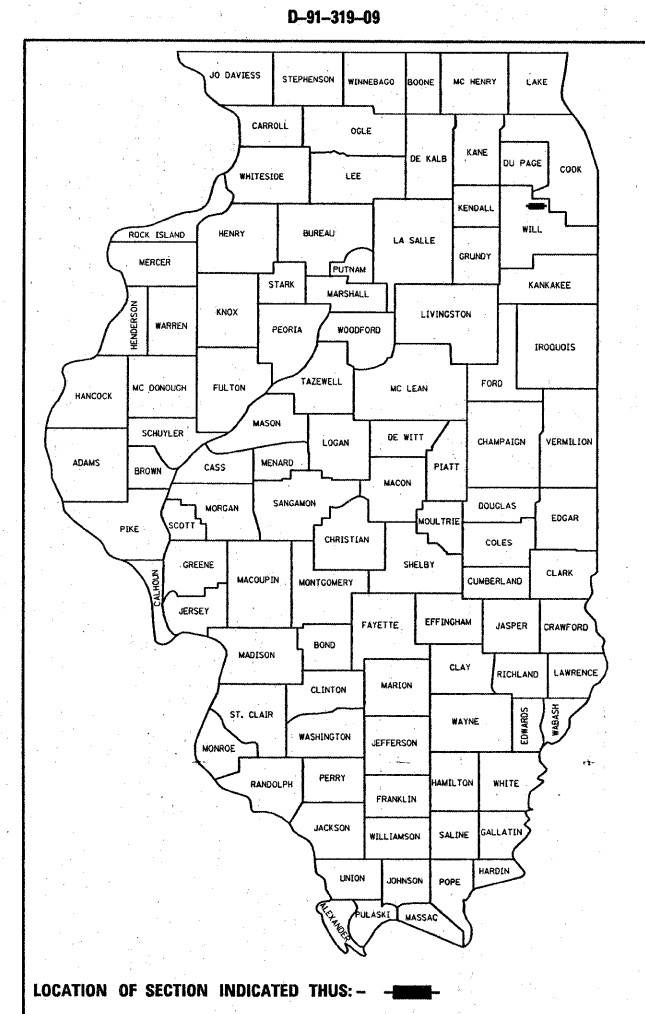 D-91-319-09
JO DAVIESS
STEPHENSON
WINNEBAGO
BOONE
MC HENRY
LAKE
CARROLL
OGLE
DE KALB
KANE
DU PAGE
COOK
WHITESIDE
LEE
KENDALL
WILL
ROCK ISLAND
HENRY
BUREAU
LA SALLE
GRUNDY
MERCER
PUTNAM
KANKAKEE
STARK
MARSHALL
HENDERSON
WARREN
KNOX
PEORIA
WOODFORD
LIVINGSTON
IROQUOIS
HANCOCK
MC DONOUGH
FULTON
TAZEWELL
MC LEAN
FORD
MASON
SCHUYLER
LOGAN
DE WITT
CHAMPAIGN
VERMILION
ADAMS
BROWN
CASS
MENARD
PIATT
MACON
PIKE
SCOTT
MORGAN
SANGAMON
MOULTRIE
DOUGLAS
EDGAR
CHRISTIAN
COLES
CALHOUN
GREENE
MACOUPIN
MONTGOMERY
SHELBY
CUMBERLAND
CLARK
JERSEY
FAYETTE
EFFINGHAM
JASPER
CRAWFORD
MADISON
BOND
CLAY
RICHLAND
LAWRENCE
CLINTON
MARION
ST. CLAIR
WAYNE
EDWARDS
WABASH
MONROE
WASHINGTON
JEFFERSON
RANDOLPH
PERRY
HAMILTON
WHITE
FRANKLIN
JACKSON
WILLIAMSON
SALINE
GALLATIN
UNION
JOHNSON
POPE
HARDIN
ALEXANDER
PULASKI
MASSAC
LOCATION OF SECTION INDICATED THUS: -